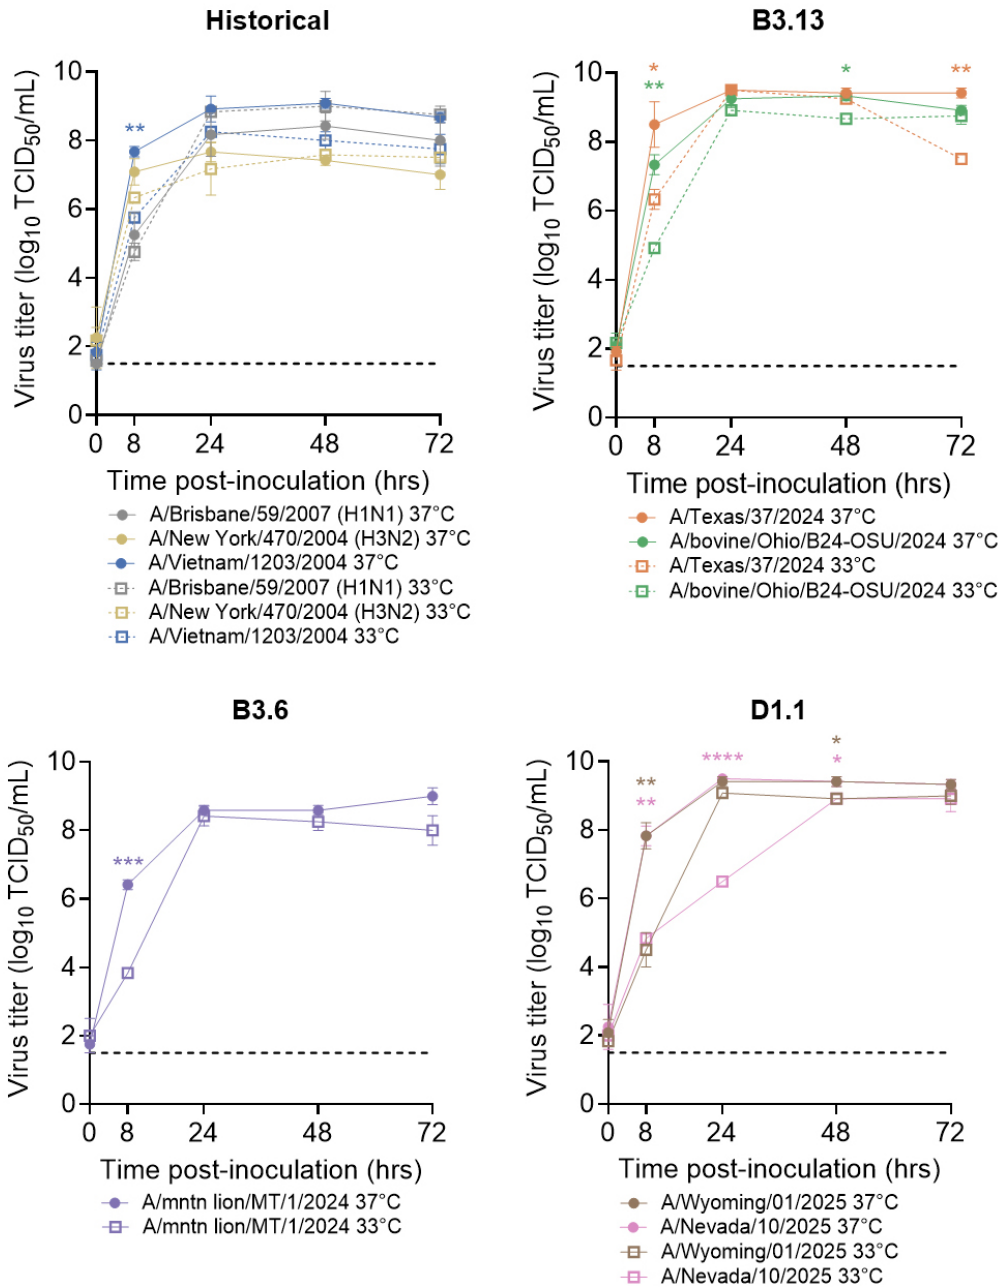 Historical
**
Virus titer (log10 TCID50/mL)
10
8
6
4
2
0
0 8 24 48 72
Time post-inoculation (hrs)
A/Brisbane/59/2007 (H1N1) 37°C
A/New York/470/2004 (H3N2) 37°C
A/Vietnam/1203/2004 37°C
A/Brisbane/59/2007 (H1N1) 33°C
A/New York/470/2004 (H3N2) 33°C
A/Vietnam/1203/2004 33°C
B3.13
* * **
**
Virus titer (log10 TCID50/mL)
10
8
6
4
2
0
0 8 24 48 72
Time post-inoculation (hrs)
A/Texas/37/2024 37°C
A/bovine/Ohio/B24-OSU/2024 37°C
A/Texas/37/2024 33°C
A/bovine/Ohio/B24-OSU/2024 33°C
B3.6
***
Virus titer (log10 TCID50/mL)
10
8
6
4
2
0
0 8 24 48 72
Time post-inoculation (hrs)
A/mntn lion/MT/1/2024 37°C
A/mntn lion/MT/1/2024 33°C
D1.1
*
**** *
**
**
Virus titer (log10 TCID50/mL)
10
8
6
4
2
0
0 8 24 48 72
Time post-inoculation (hrs)
A/Wyoming/01/2025 37°C
A/Nevada/10/2025 37°C
A/Wyoming/01/2025 33°C
A/Nevada/10/2025 33°C